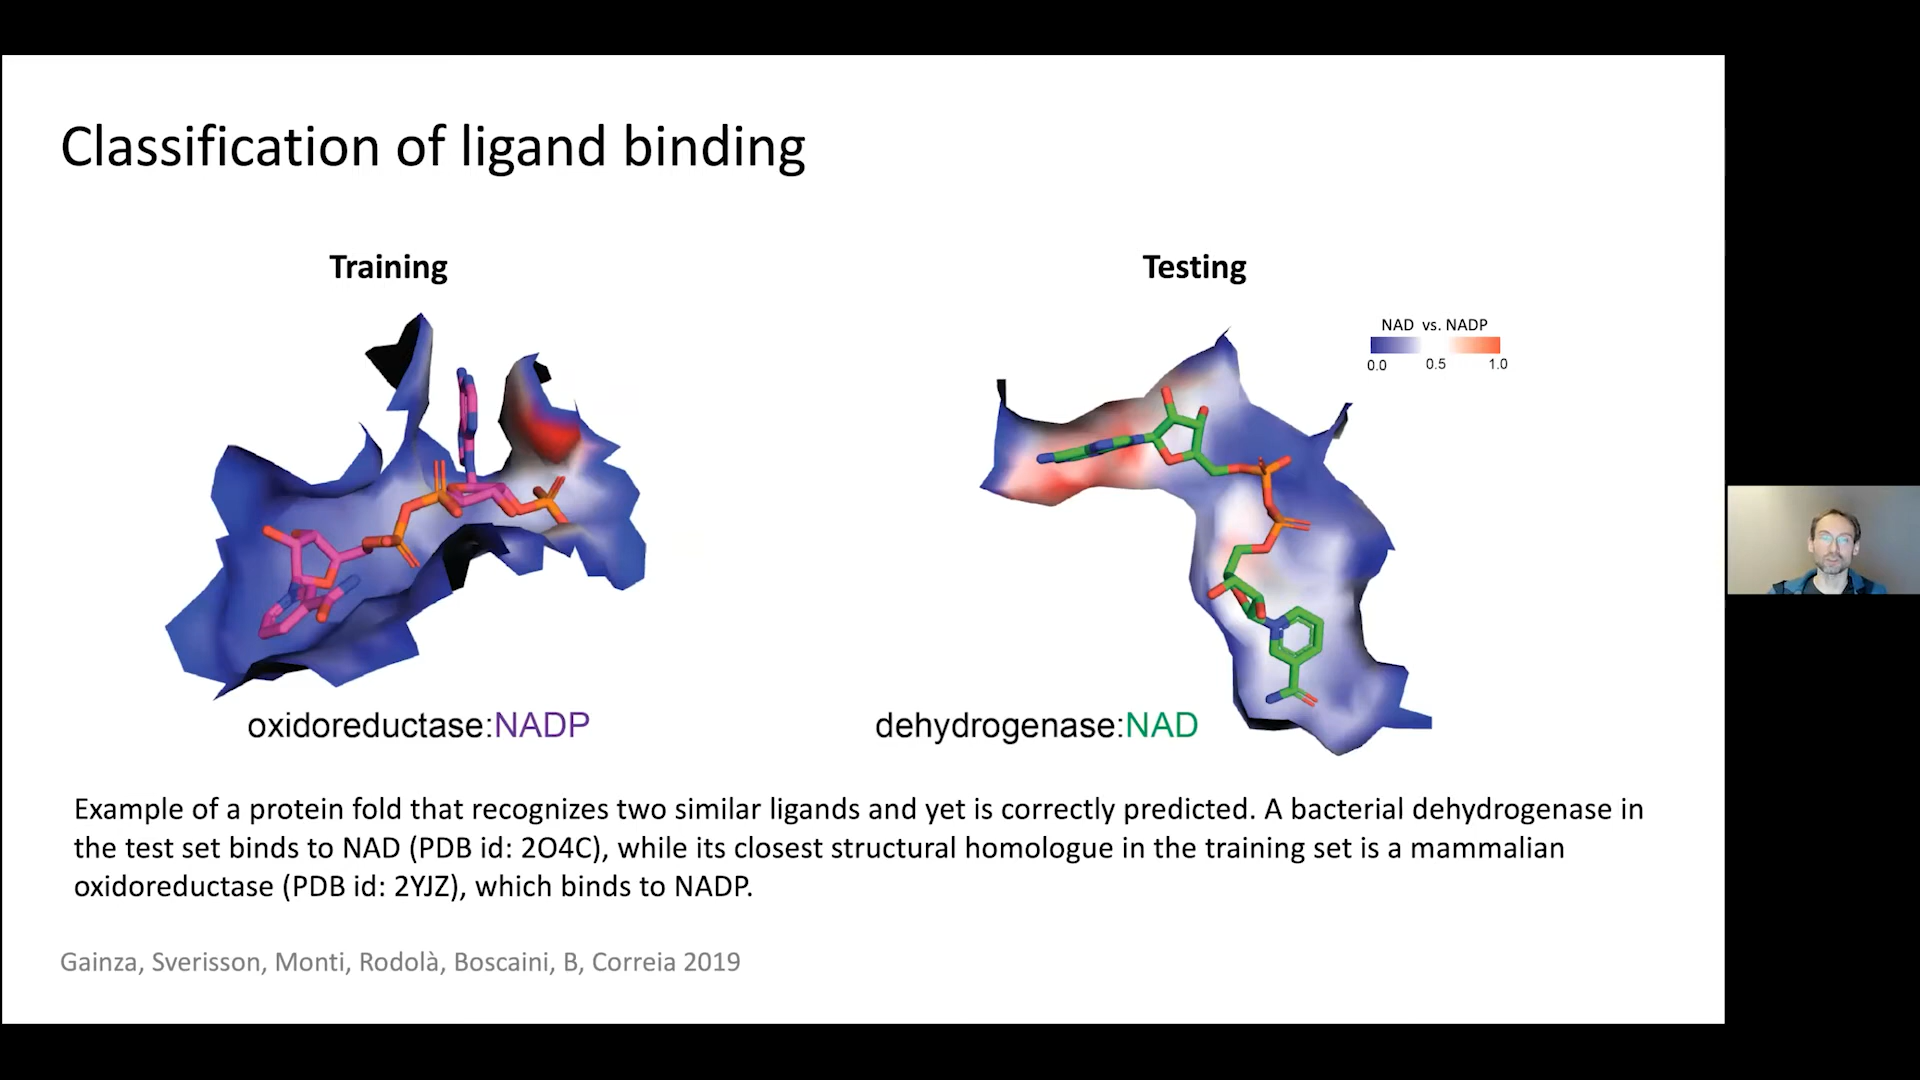 Classification of ligand binding
Training
Testing
NAD vs. NADP
0.0 0.5 1.0
oxidoreductase:NADP
dehydrogenase:NAD
Example of a protein fold that recognizes two similar ligands and yet is correctly predicted. A bacterial dehydrogenase in
the test set binds to NAD (PDB id: 2O4C), while its closest structural homologue in the training set is a mammalian
oxidoreductase (PDB id: 2YJZ), which binds to NADP.
Gainza, Sverisson, Monti, Rodolà, Boscaini, B, Correia 2019